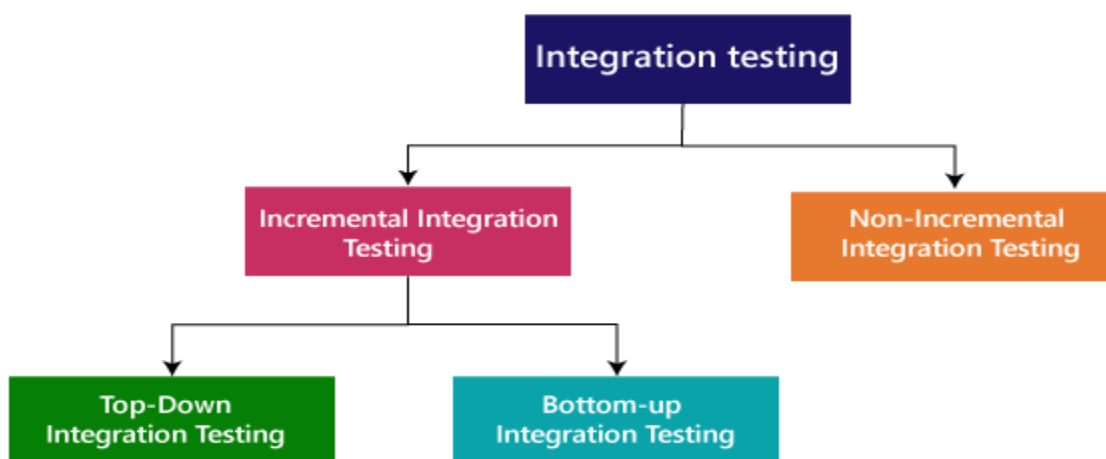 Integration testing
Incremental Integration
Testing
Non-Incremental
Integration Testing
Top-Down
Integration Testing
Bottom-up
Integration Testing